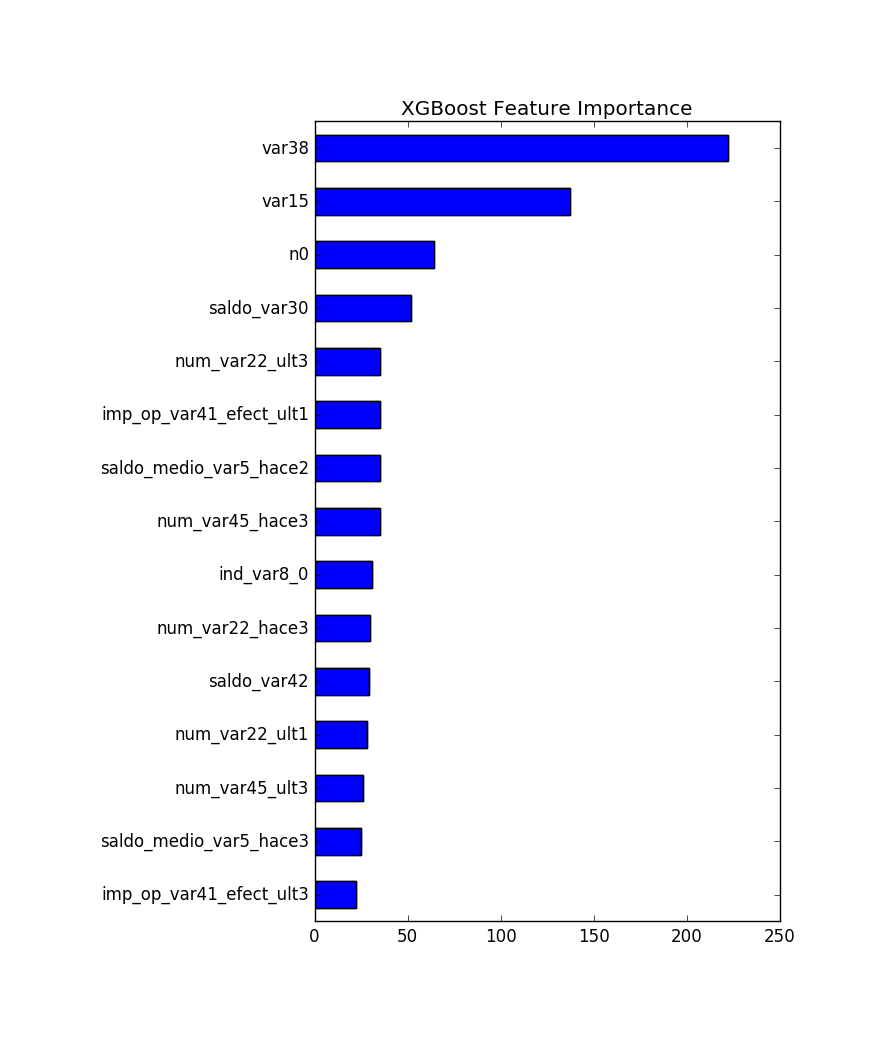 XGBoost Feature Importance
var38
var15
n0
saldo_var30
num_var22_ult3
imp_op_var41_efect_ult1
saldo_medio_var5_hace2
num_var45_hace3
ind_var8_0
num_var22_hace3
saldo_var42
num_var22_ult1
num_var45_ult3
saldo_medio_var5_hace3
imp_op_var41_efect_ult3
0 50 100 150 200 250